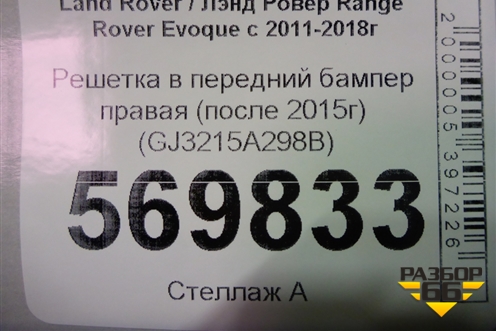 Land Rover / Лэнд Ровер Range
Rover Evoque с 2011-2018г
Решетка в передний бампер
правая (после 2015г)
(GJ3215A298B)
569833
Стеллаж А
2000005397226
РАЗБОР
66